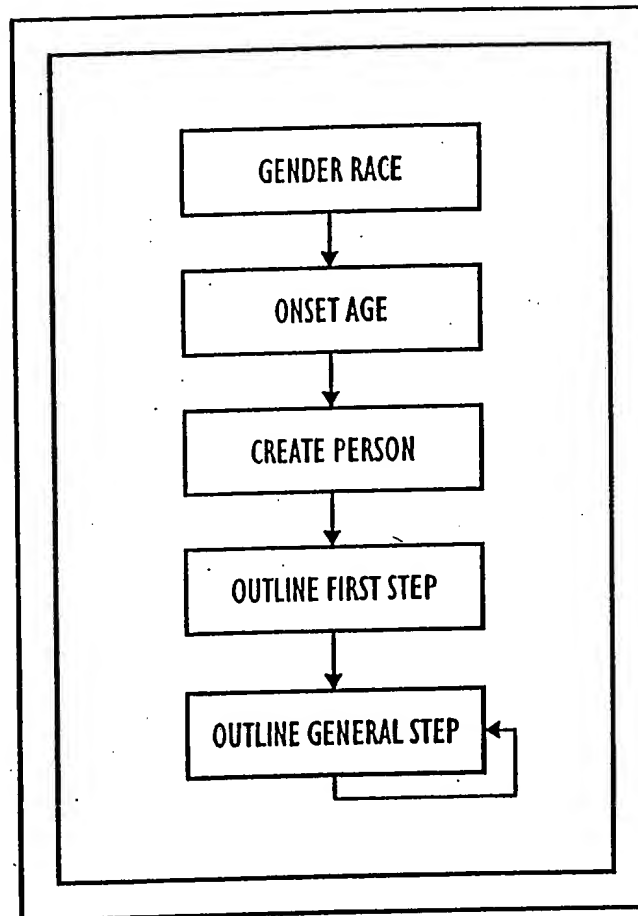 GENDER RACE
ONSET AGE
CREATE PERSON
OUTLINE FIRST STEP
OUTLINE GENERAL STEP